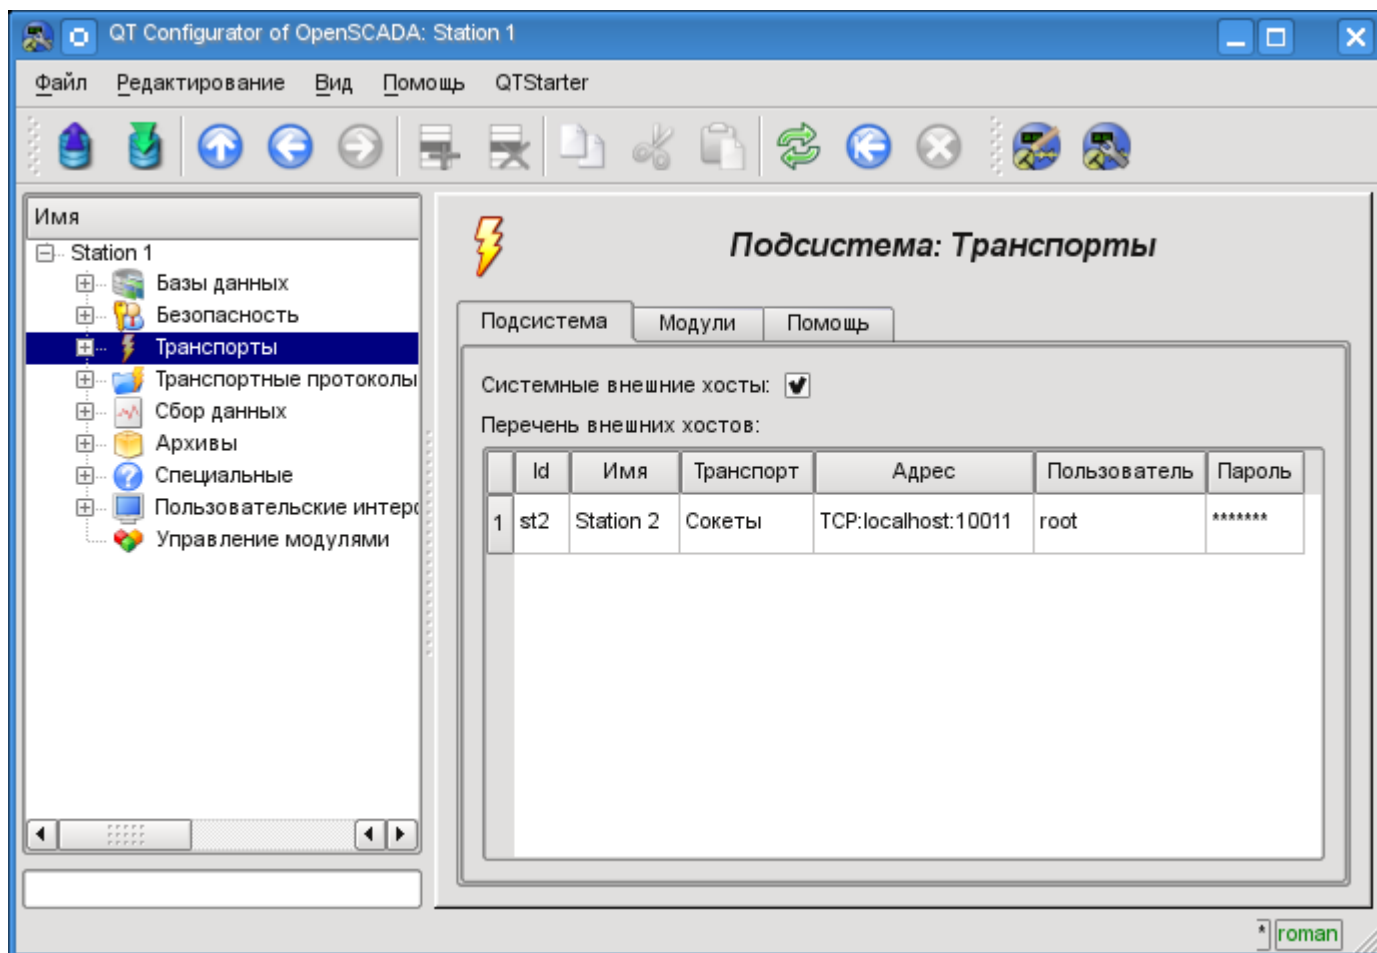 QT Configurator of OpenSCADA: Station 1
Файл Редактирование Вид Помощь QTStarter
Имя
Station 1
Базы данных
Безопасность
Транспорты
Транспортные протоколы
Сбор данных
Архивы
Специальные
Пользовательские интер
Управление модулями
Подсистема: Транспорты
Подсистема Модули Помощь
Системные внешние хосты:
Перечень внешних хостов:
Id Имя Транспорт Адрес Пользователь Пароль
1 st2 Station 2 Сокеты TCP:localhost:10011 root *******
* roman